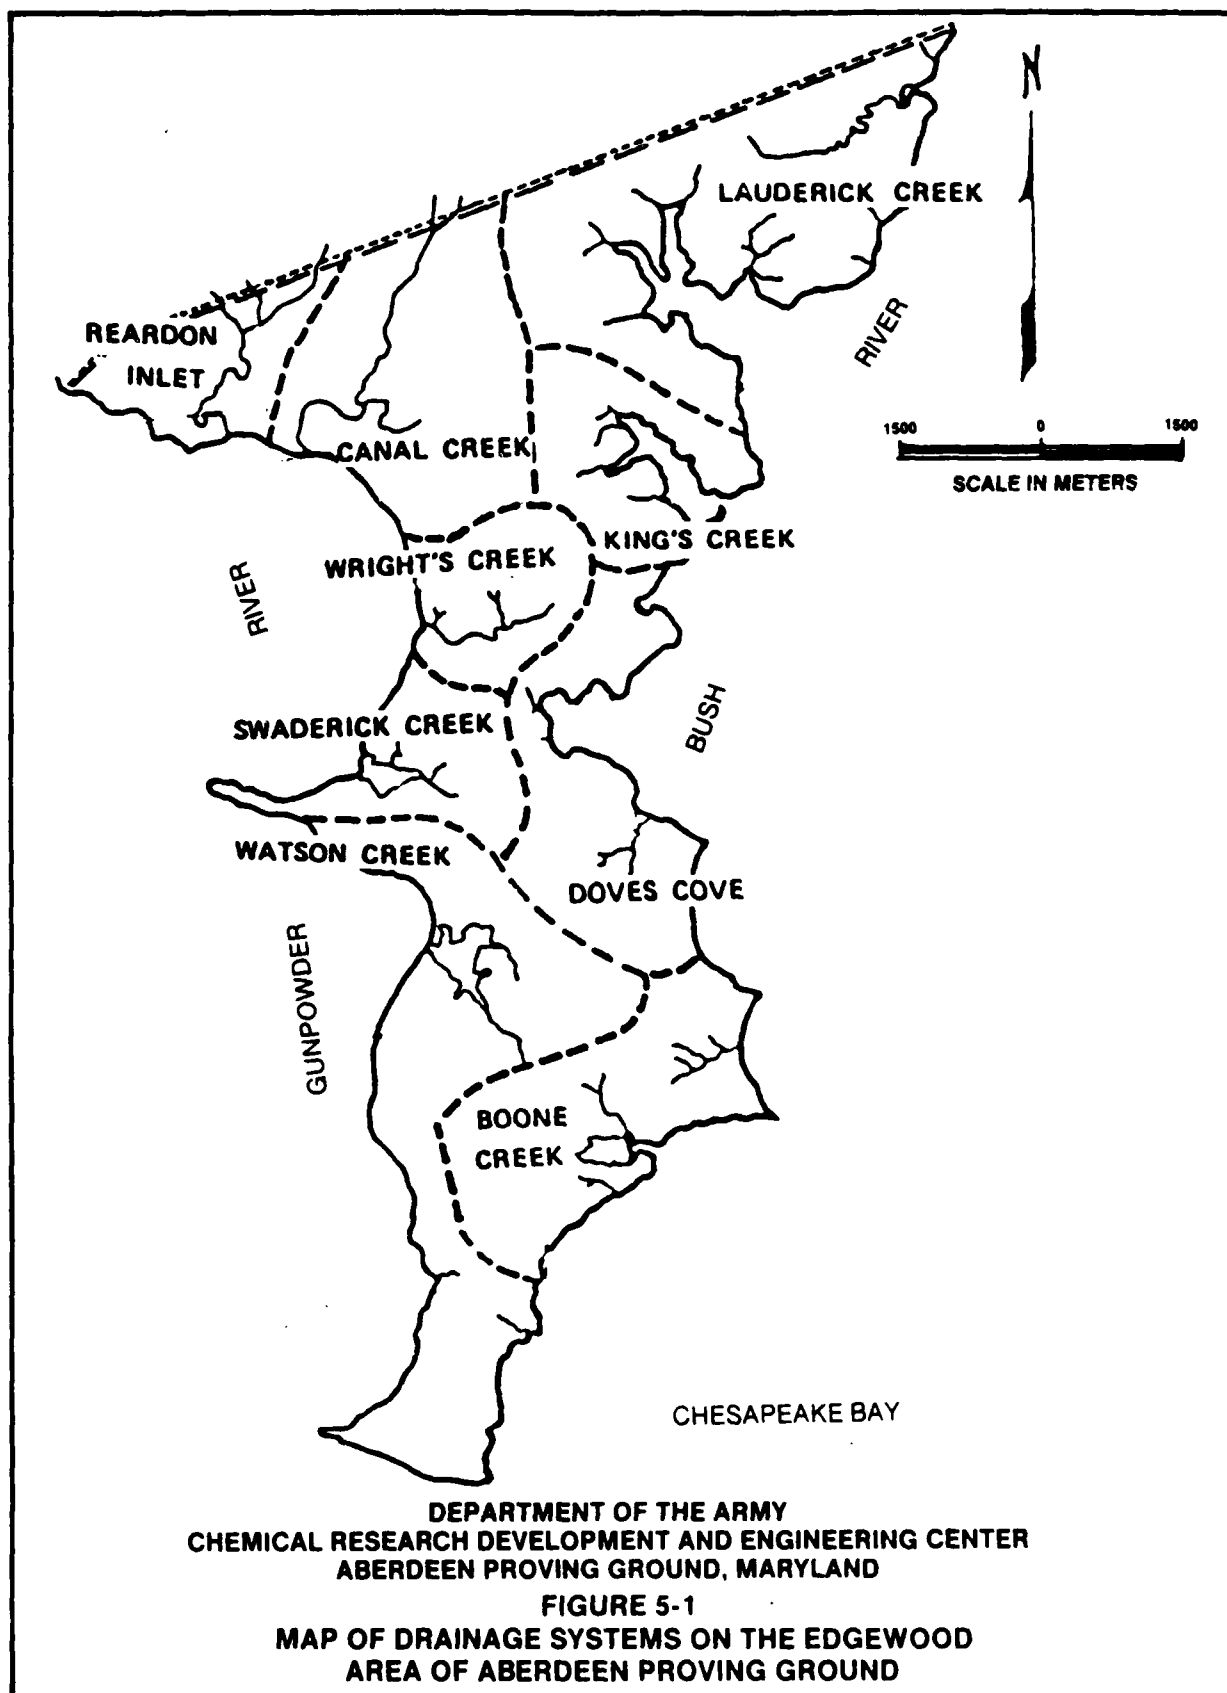 N
LAUDERICK CREEK
RIVER
REARDON
INLET
1500 0 1500
SCALE IN METERS
CANAL CREEK
KING'S CREEK
WRIGHT'S CREEK
RIVER
BUSH
SWADERICK CREEK
WATSON CREEK
DOVES COVE
GUNPOWDER
BOONE
CREEK
CHESAPEAKE BAY
DEPARTMENT OF THE ARMY
CHEMICAL RESEARCH DEVELOPMENT AND ENGINEERING CENTER
ABERDEEN PROVING GROUND, MARYLAND
FIGURE 5-1
MAP OF DRAINAGE SYSTEMS ON THE EDGEWOOD
AREA OF ABERDEEN PROVING GROUND